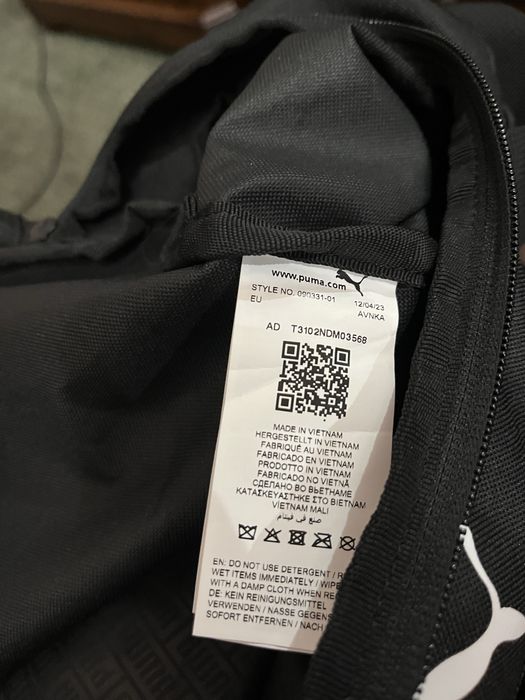 www.puma.com
STYLE NO. 090331-01 12/04/23
EU AVNKA
AD T3102NDM03568
MADE IN VIETNAM
HERGESTELLT IN VIETNAM
FABRIQUÉ AU VIETNAM
FABRICADO EN VIETNAM
PRODOTTO IN VIETNAM
FABRICADO NO VIETNÃ
СДЕЛАНО ВО ВЬЕТНАМЕ
ΚΑΤΑΣΚΕΥΑΣΤΗΚΕ ΣΤΟ ΒΙΕΤΝΑΜ
VİETNAM MALI
صنع في فيتنام
EN: DO NOT USE DETERGENT /
WET ITEMS IMMEDIATELY / WIPE
WITH A DAMP CLOTH WHEN
DE: KEIN REINIGUNGSMITTEL
VERWENDEN / NASSE GEGEN
SOFORT ENTFERNEN / NACH